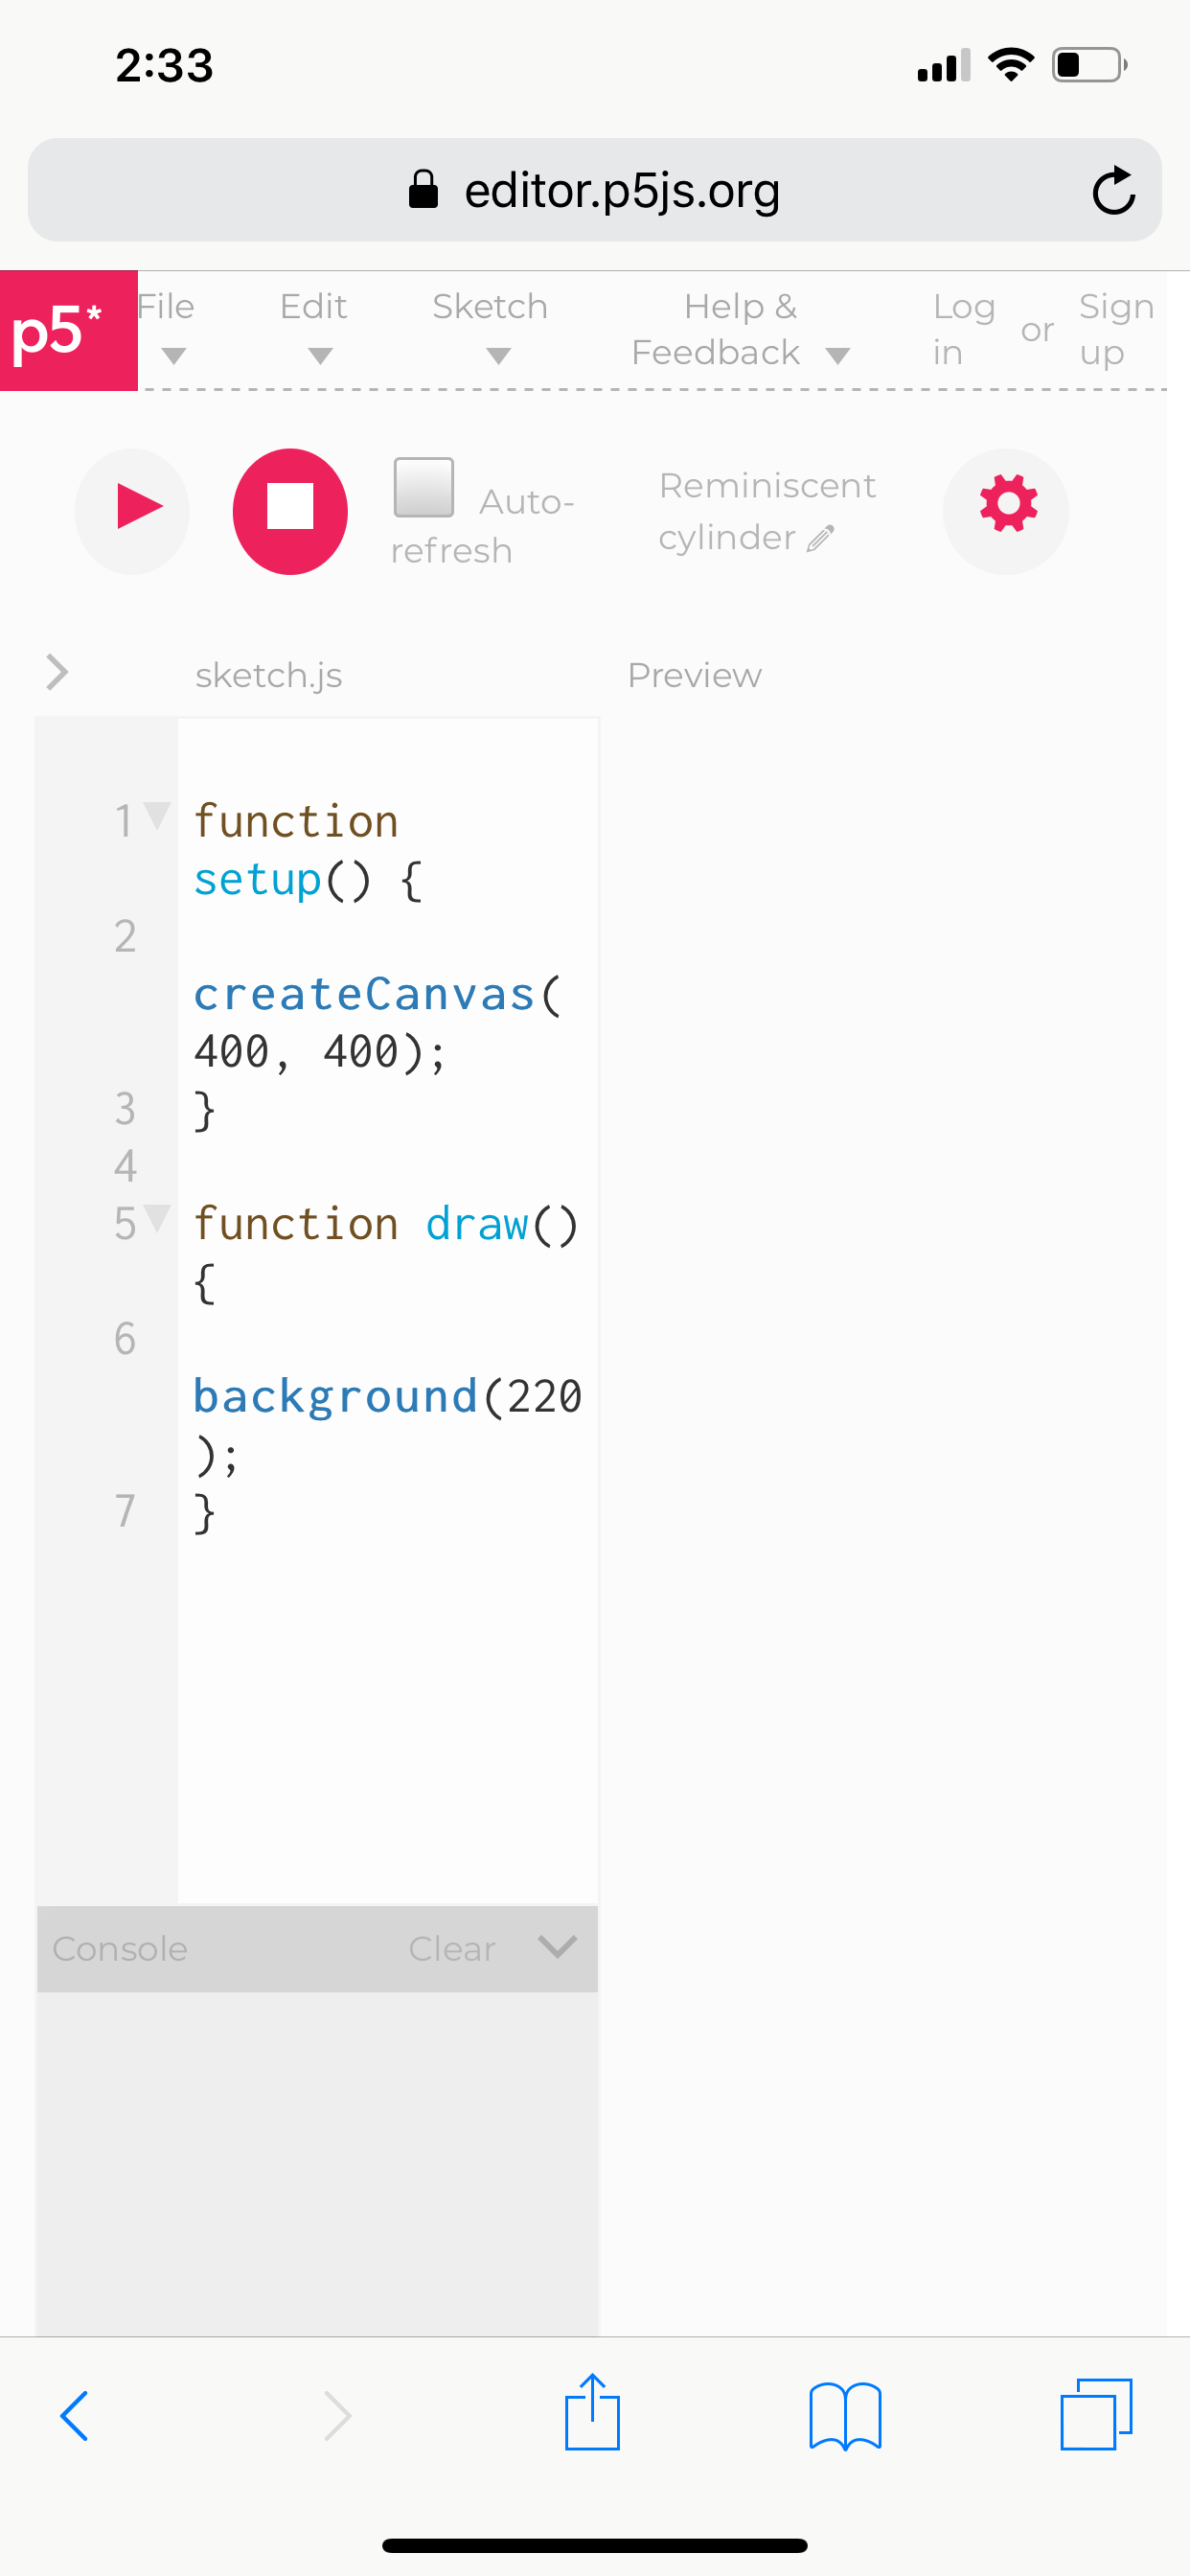 2:33
editor.p5js.org
p5*
File
Edit
Sketch
Help &
Feedback
Log
in
or
Sign
up
Auto-
refresh
Reminiscent
cylinder
sketch.js
Preview
1 function
setup() {
2
createCanvas(
400, 400);
3 }
4
5 function draw()
{
6
background(220
);
7 }
Console
Clear